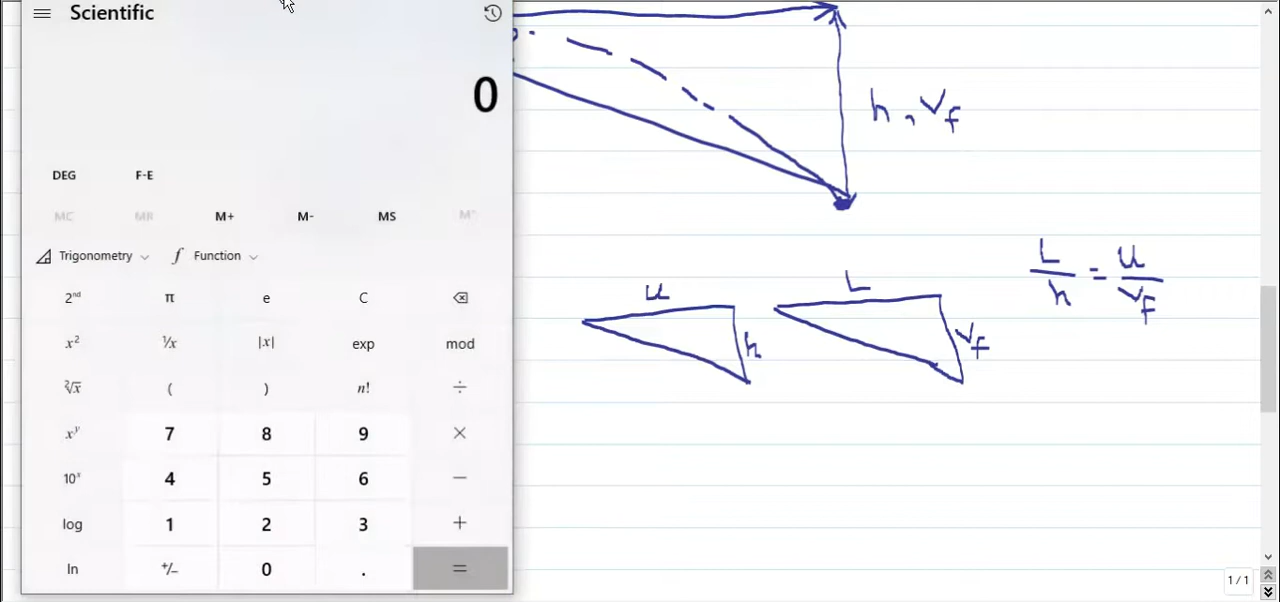 Scientific
0
DEG F-E
MC MR M+ M- MS M˅
Trigonometry f Function
2ⁿᵈ π e C
x² ¹/x |x| exp mod
²√x ( ) n! ÷
xʸ 7 8 9 ×
10ˣ 4 5 6 −
log 1 2 3 +
ln +/− 0 . =
h , V_f
u
h
L
V_f
L/h = u/V_f
1 / 1